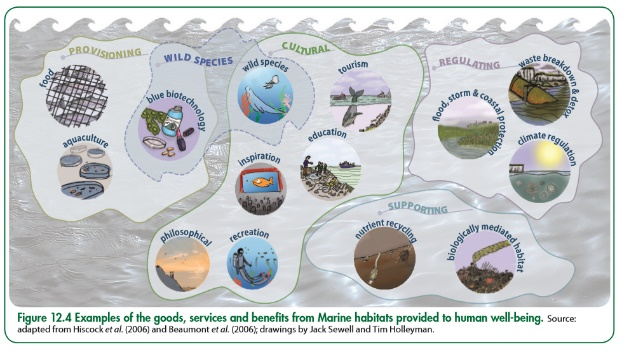 PROVISIONING
WILD SPECIES
CULTURAL
REGULATING
food
blue biotechnology
aquaculture
wild species
tourism
education
inspiration
philosophical
recreation
waste breakdown & detox
flood, storm & coastal protection
climate regulation
SUPPORTING
nutrient recycling
biologically mediated habitat
Figure 12.4 Examples of the goods, services and benefits from Marine habitats provided to human well-being. Source:
adapted from Hiscock et al. (2006) and Beaumont et al. (2006); drawings by Jack Sewell and Tim Holleyman.